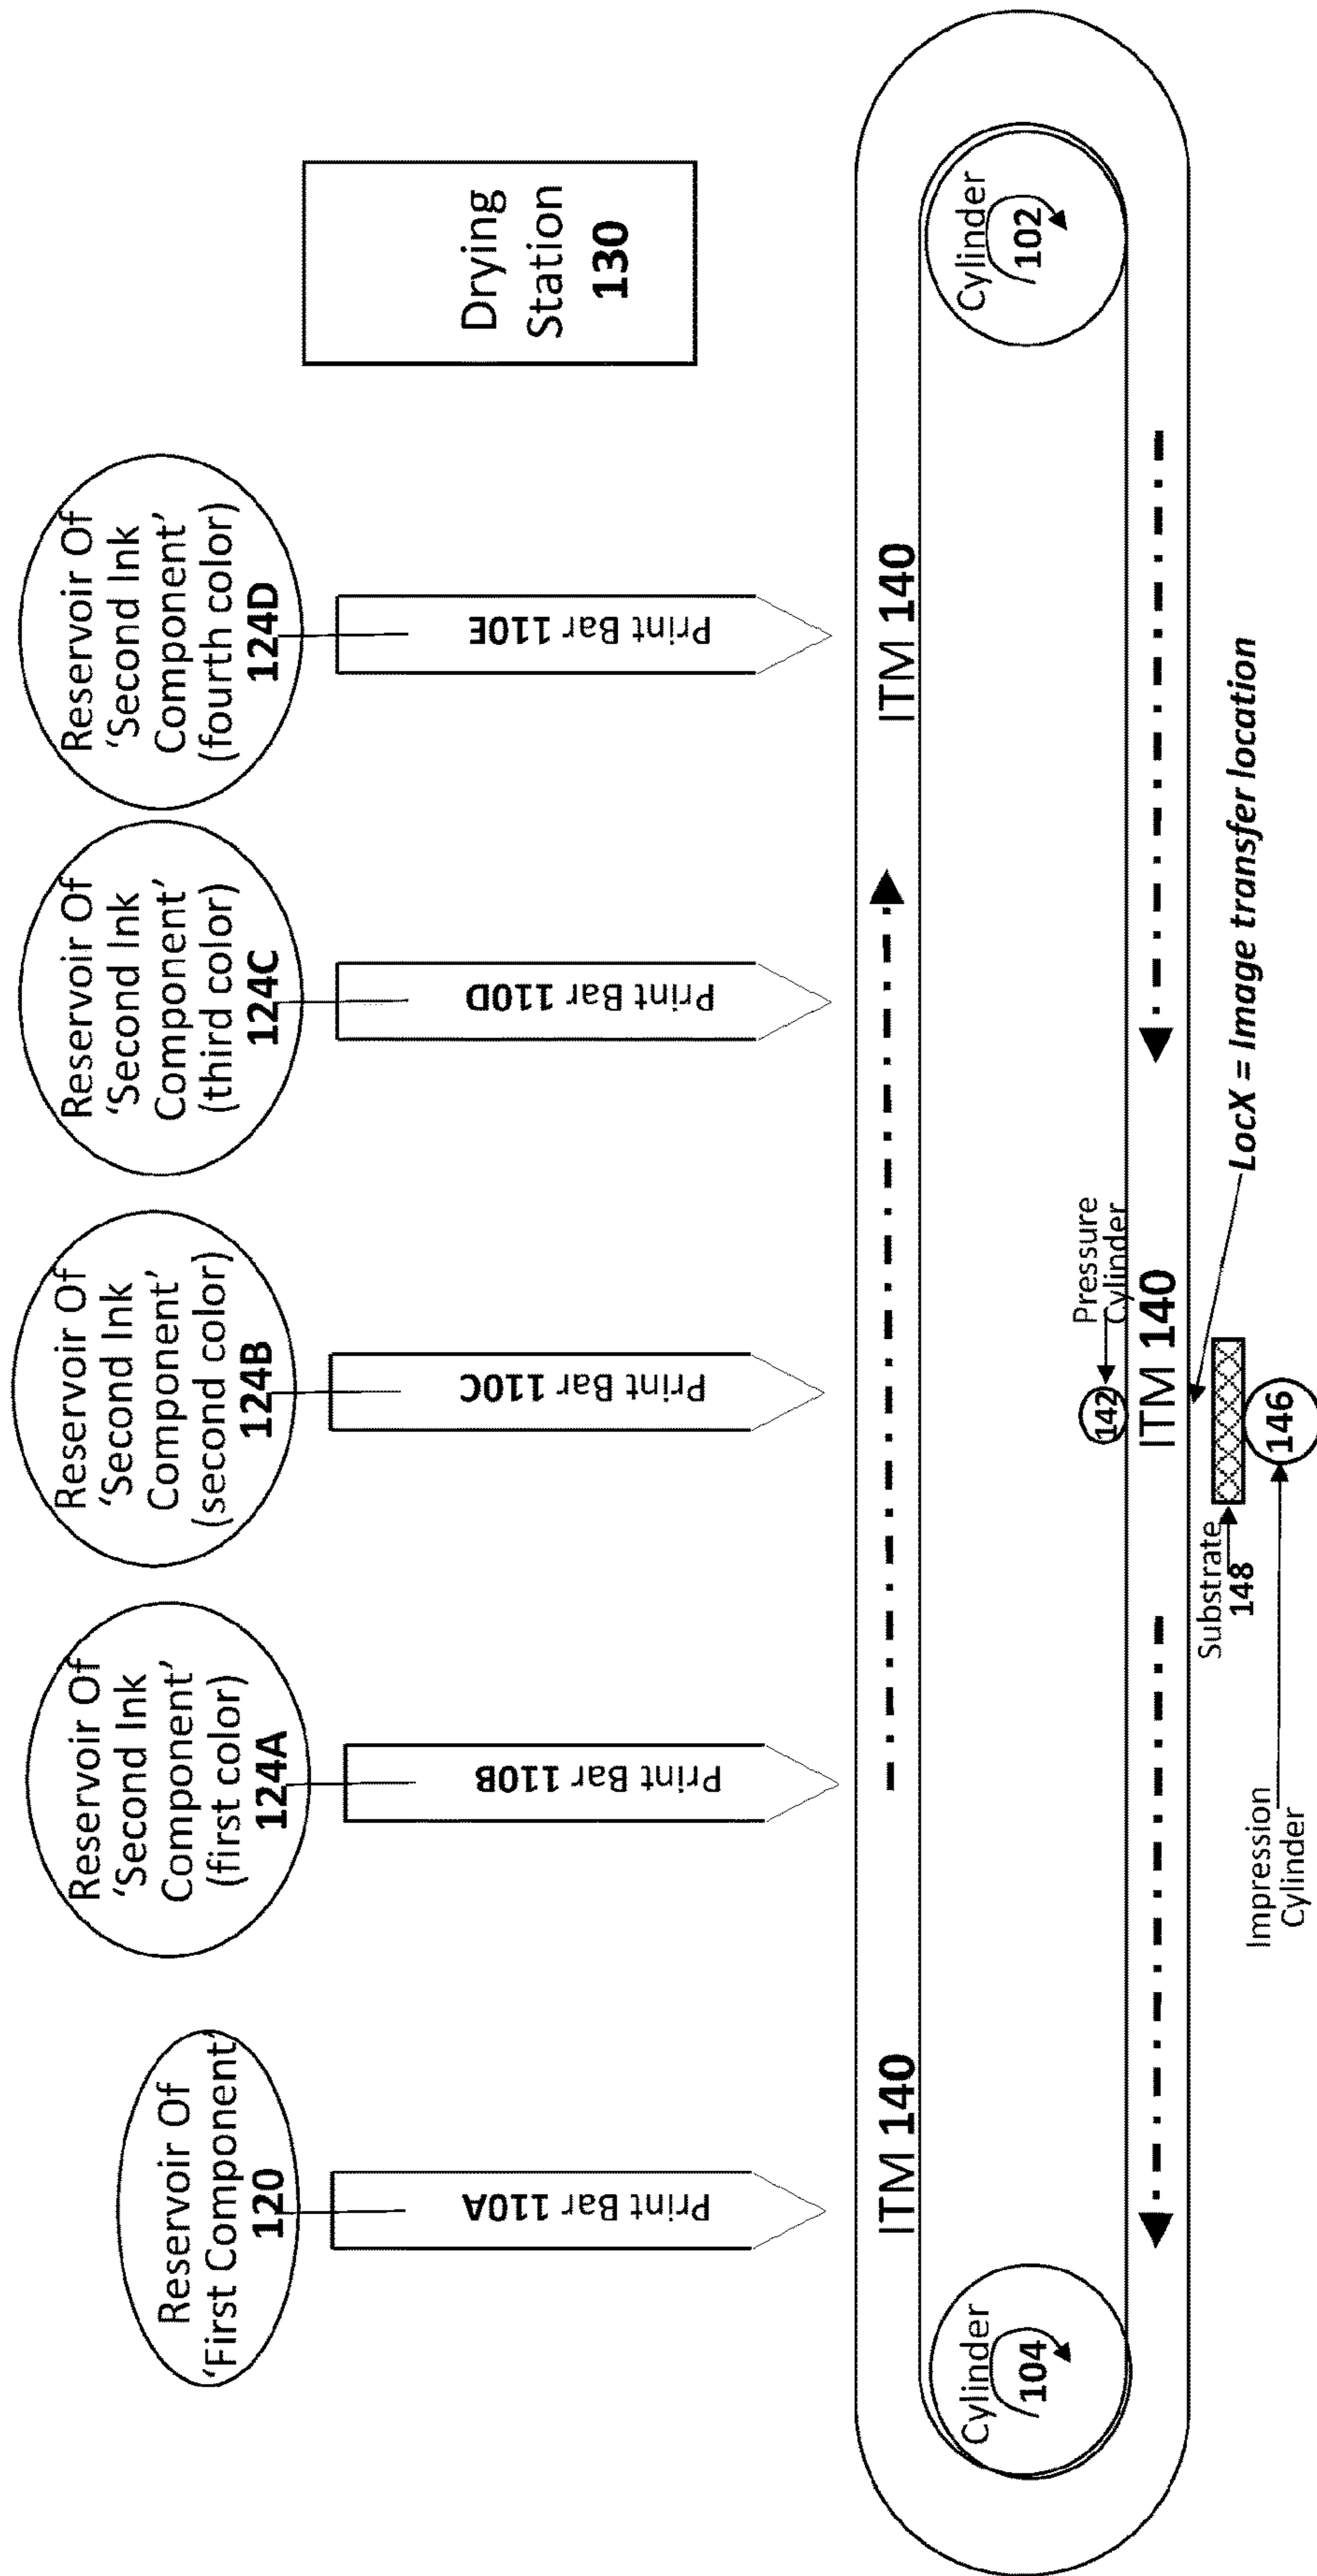 Reservoir Of
'First Component'
120
Reservoir Of
'Second Ink
Component'
(first color)
124A
Reservoir Of
'Second Ink
Component'
(second color)
124B
Reservoir Of
'Second Ink
Component'
(third color)
124C
Reservoir Of
'Second Ink
Component'
(fourth color)
124D
Print Bar 110A
Print Bar 110B
Print Bar 110C
Print Bar 110D
Print Bar 110E
Drying
Station
130
ITM 140
ITM 140
Cylinder
104
Cylinder
102
Pressure
Cylinder
142
ITM 140
LocX = Image transfer location
Substrate
148
146
Impression
Cylinder